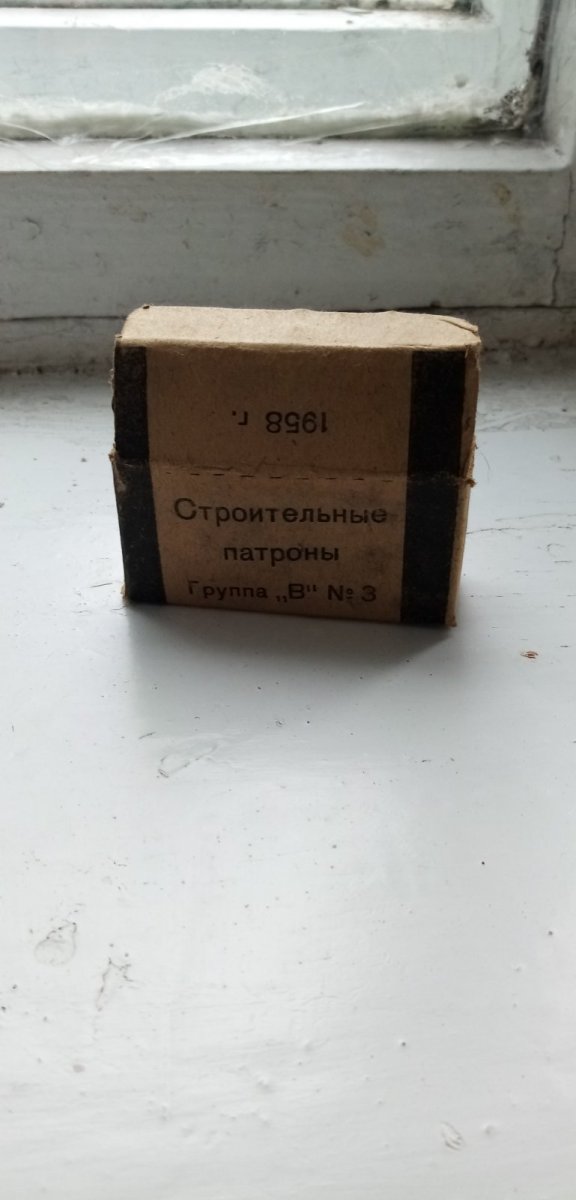 1958 г.
Строительные
патроны
Группа „В" № 3